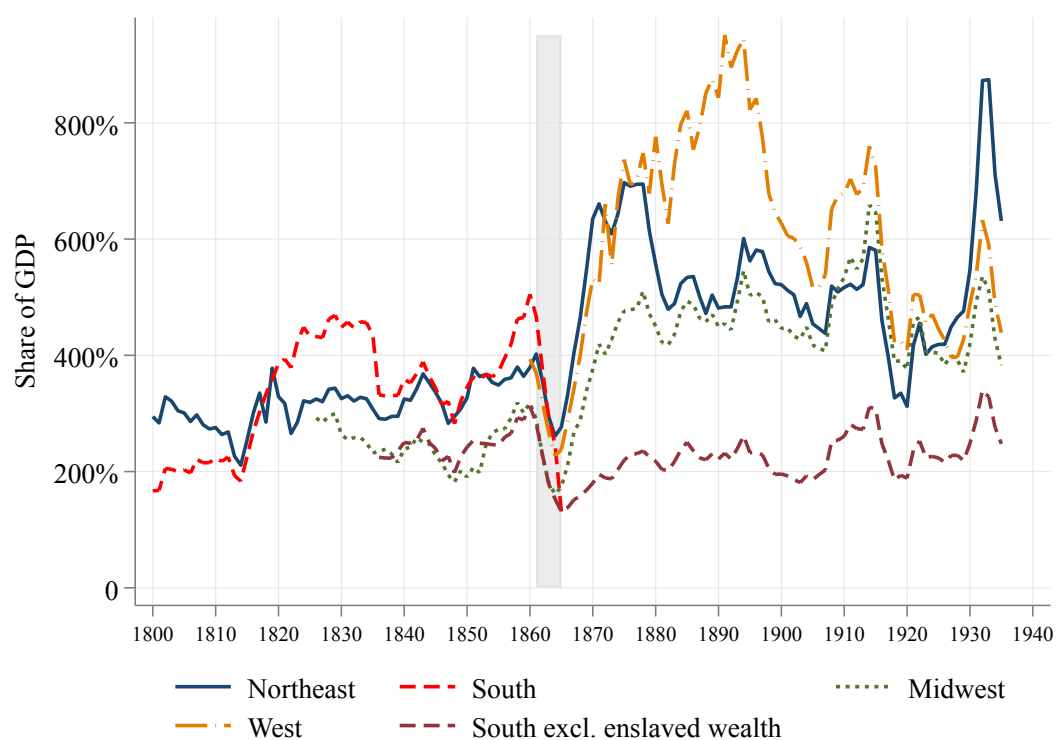 Share of GDP
800%
600%
400%
200%
0
1800 1810 1820 1830 1840 1850 1860 1870 1880 1890 1900 1910 1920 1930 1940
Northeast South Midwest
West South excl. enslaved wealth